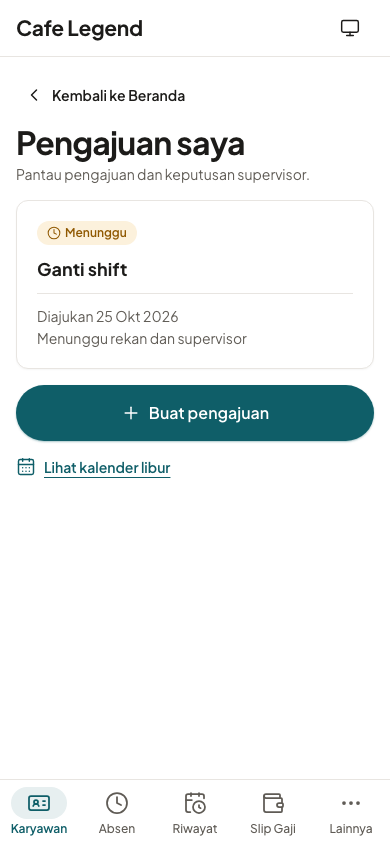 Cafe Legend
Kembali ke Beranda
Pengajuan saya
Pantau pengajuan dan keputusan supervisor.
Menunggu
Ganti shift
Diajukan 25 Okt 2026
Menunggu rekan dan supervisor
Buat pengajuan
Lihat kalender libur
Karyawan
Absen
Riwayat
Slip Gaji
Lainnya